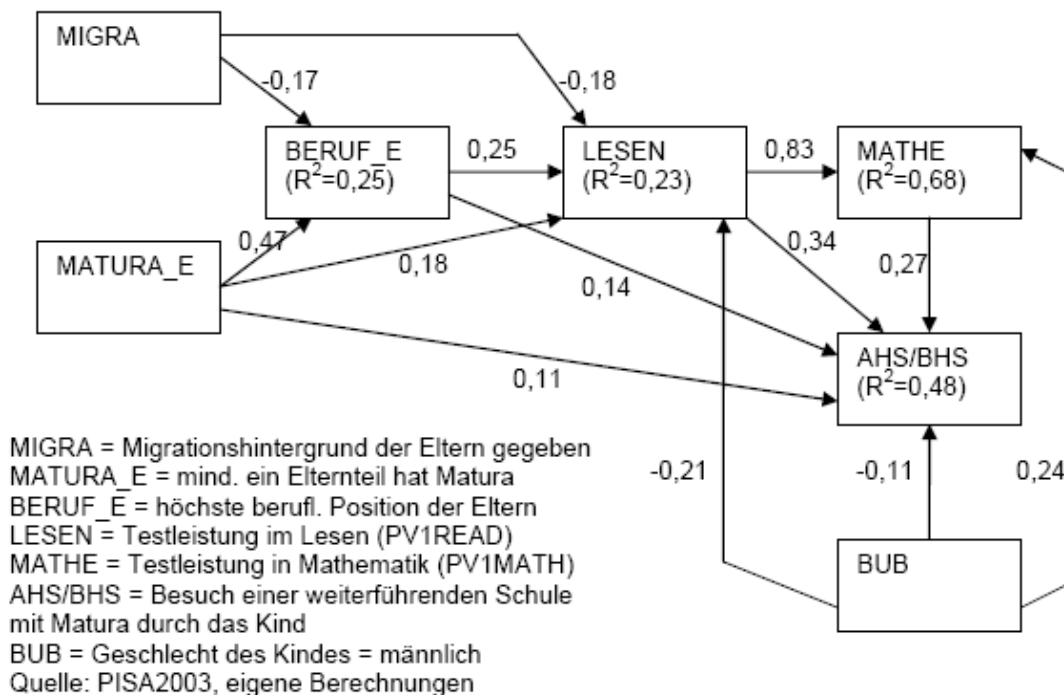 MIGRA
-0,17
-0,18
BERUF_E
(R²=0,25)
0,25
LESEN
(R²=0,23)
0,83
MATHE
(R²=0,68)
MATURA_E
0,47
0,18
0,14
0,34
0,27
0,11
AHS/BHS
(R²=0,48)
-0,21
-0,11
0,24
BUB
MIGRA = Migrationshintergrund der Eltern gegeben
MATURA_E = mind. ein Elternteil hat Matura
BERUF_E = höchste berufl. Position der Eltern
LESEN = Testleistung im Lesen (PV1READ)
MATHE = Testleistung in Mathematik (PV1MATH)
AHS/BHS = Besuch einer weiterführenden Schule
mit Matura durch das Kind
BUB = Geschlecht des Kindes = männlich
Quelle: PISA2003, eigene Berechnungen